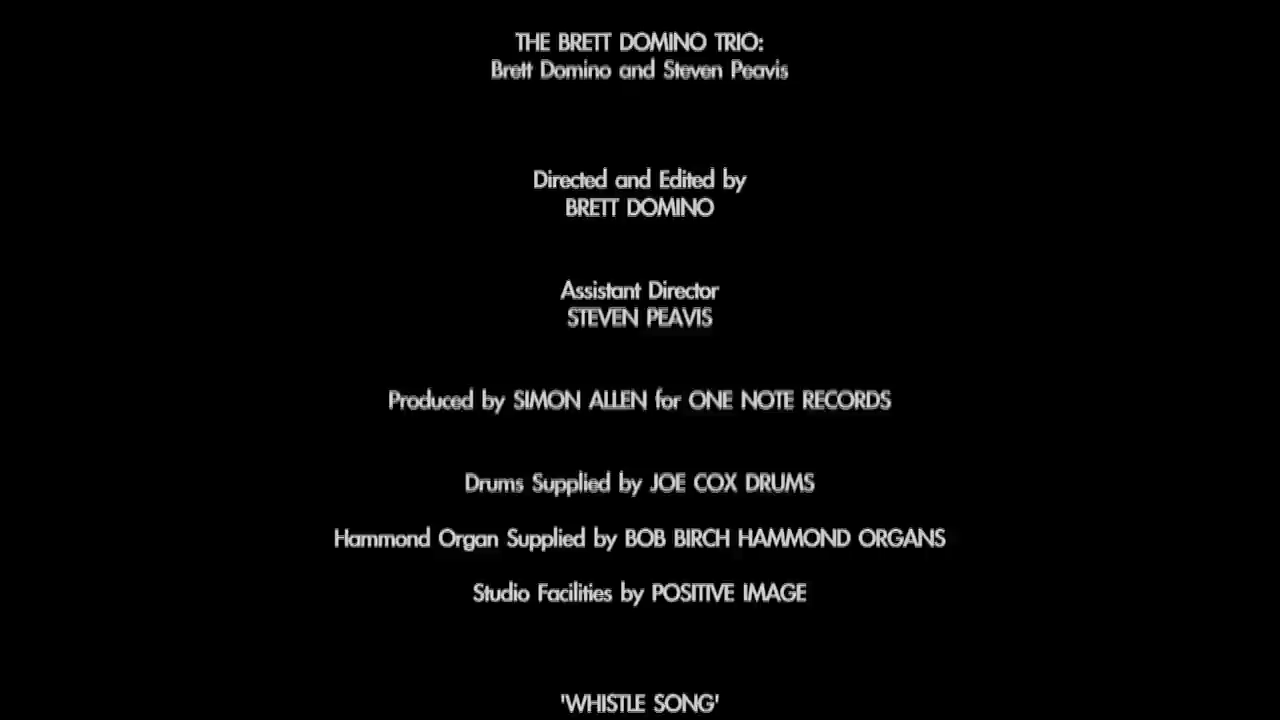 THE BRETT DOMINO TRIO:
Brett Domino and Steven Peavis
Directed and Edited by
BRETT DOMINO
Assistant Director
STEVEN PEAVIS
Produced by SIMON ALLEN for ONE NOTE RECORDS
Drums Supplied by JOE COX DRUMS
Hammond Organ Supplied by BOB BIRCH HAMMOND ORGANS
Studio Facilities by POSITIVE IMAGE
'WHISTLE SONG'